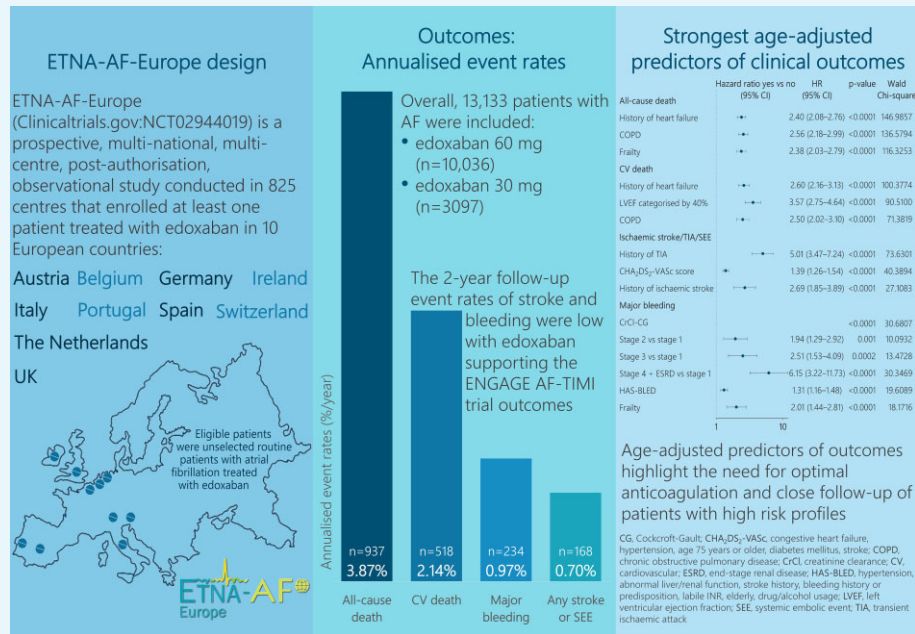 ETNA-AF-Europe design
ETNA-AF-Europe
(Clinicaltrials.gov:NCT02944019) is a
prospective, multi-national, multi-
centre, post-authorisation,
observational study conducted in 825
centres that enrolled at least one
patient treated with edoxaban in 10
European countries:
Austria Belgium Germany Ireland
Italy Portugal Spain Switzerland
The Netherlands
UK
Eligible patients
were unselected routine
patients with atrial
fibrillation treated
with edoxaban
ETNA-AF
Europe
Outcomes:
Annualised event rates
Overall, 13,133 patients with
AF were included:
• edoxaban 60 mg
(n=10,036)
• edoxaban 30 mg
(n=3097)
The 2-year follow-up
event rates of stroke and
bleeding were low
with edoxaban
supporting the
ENGAGE AF-TIMI
trial outcomes
Annualised event rates (%/year)
n=937 n=518 n=234 n=168
3.87% 2.14% 0.97% 0.70%
All-cause death CV death Major bleeding Any stroke or SEE
Strongest age-adjusted
predictors of clinical outcomes
Hazard ratio yes vs no (95% CI) HR (95% CI) p-value Wald Chi-square
All-cause death
History of heart failure 2.40 (2.08–2.76) <0.0001 146.9857
COPD 2.56 (2.18–2.99) <0.0001 136.5794
Frailty 2.38 (2.03–2.79) <0.0001 116.3253
CV death
History of heart failure 2.60 (2.16–3.13) <0.0001 100.3774
LVEF categorised by 40% 3.57 (2.75–4.64) <0.0001 90.5100
COPD 2.50 (2.02–3.10) <0.0001 71.3819
Ischaemic stroke/TIA/SEE
History of TIA 5.01 (3.47–7.24) <0.0001 73.6301
CHA₂DS₂-VASc score 1.39 (1.26–1.54) <0.0001 40.3894
History of ischaemic stroke 2.69 (1.85–3.89) <0.0001 27.1083
Major bleeding
CrCl-CG <0.0001 30.6807
Stage 2 vs stage 1 1.94 (1.29–2.92) 0.001 10.0932
Stage 3 vs stage 1 2.51 (1.53–4.09) 0.0002 13.4728
Stage 4 + ESRD vs stage 1 6.15 (3.22–11.73) <0.0001 30.3469
HAS-BLED 1.31 (1.16–1.48) <0.0001 19.6089
Frailty 2.01 (1.44–2.81) <0.0001 18.1716
1 10
Age-adjusted predictors of outcomes
highlight the need for optimal
anticoagulation and close follow-up of
patients with high risk profiles
CG, Cockcroft-Gault; CHA₂DS₂-VASc, congestive heart failure,
hypertension, age 75 years or older, diabetes mellitus, stroke; COPD,
chronic obstructive pulmonary disease; CrCl, creatinine clearance; CV,
cardiovascular; ESRD, end-stage renal disease; HAS-BLED, hypertension,
abnormal liver/renal function, stroke history, bleeding history or
predisposition, labile INR, elderly, drug/alcohol usage; LVEF, left
ventricular ejection fraction; SEE, systemic embolic event; TIA, transient
ischaemic attack